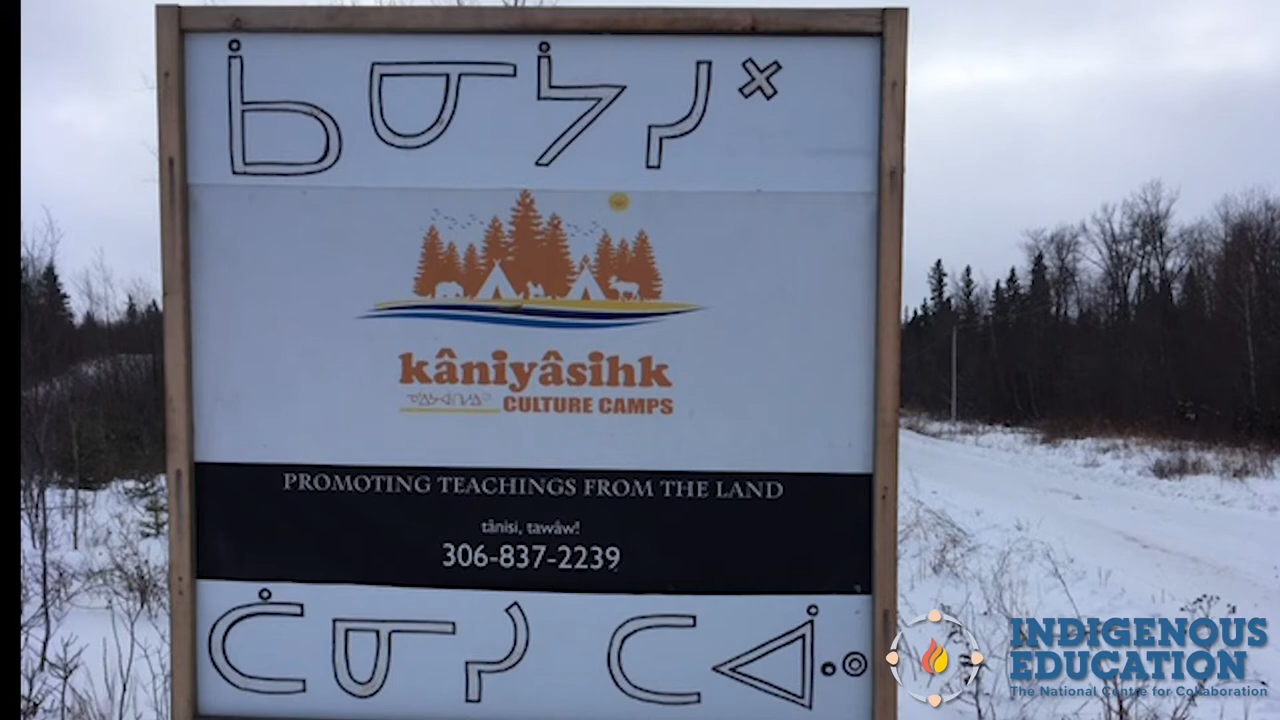 ᑳᓂᔮᓯᕽ
kâniyâsihk
CULTURE CAMPS
PROMOTING TEACHINGS FROM THE LAND
tânisi, tawâw!
306-837-2239
ᑖᓂᓯ ᑕᐚᐤ
INDIGENOUS
EDUCATION
The National Centre for Collaboration